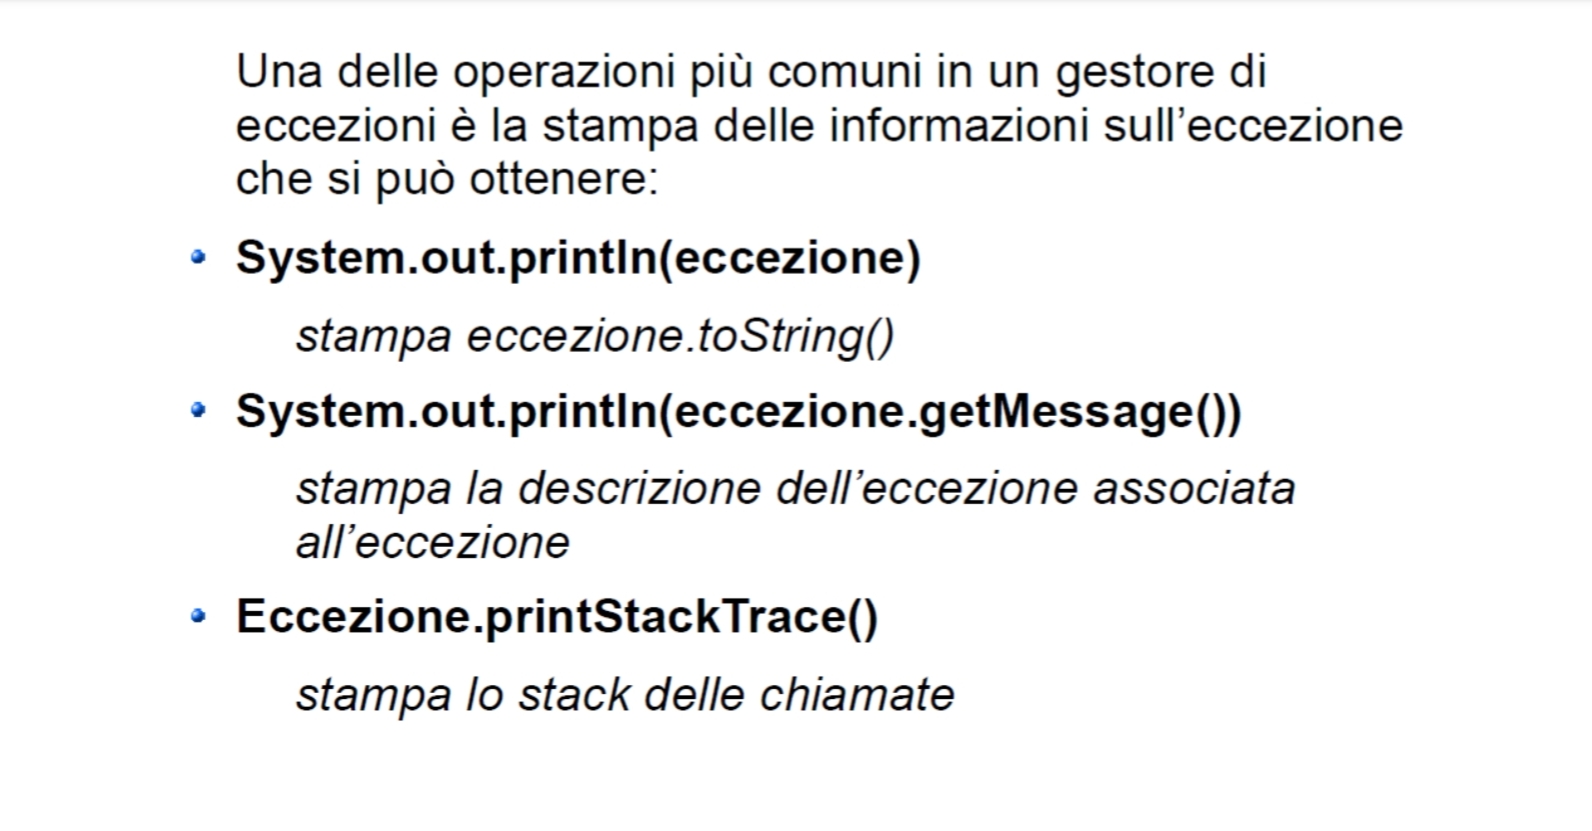 Una delle operazioni più comuni in un gestore di
eccezioni è la stampa delle informazioni sull’eccezione
che si può ottenere:
System.out.println(eccezione)
stampa eccezione.toString()
System.out.println(eccezione.getMessage())
stampa la descrizione dell’eccezione associata
all’eccezione
Eccezione.printStackTrace()
stampa lo stack delle chiamate